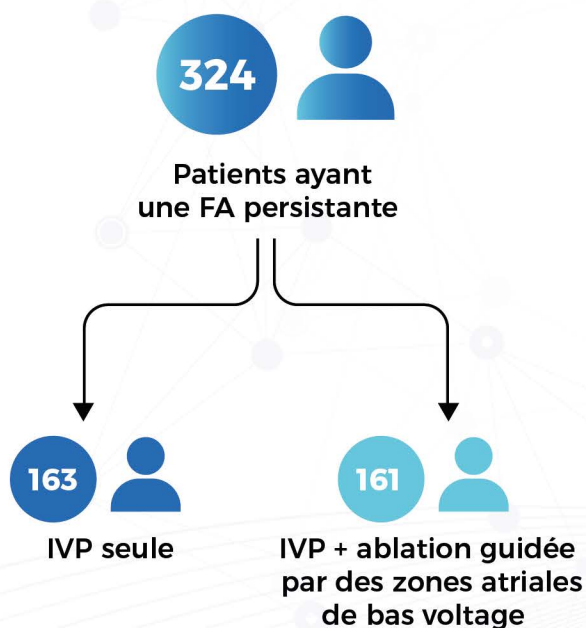 324
Patients ayant
une FA persistante
163
IVP seule
161
IVP + ablation guidée
par des zones atriales
de bas voltage